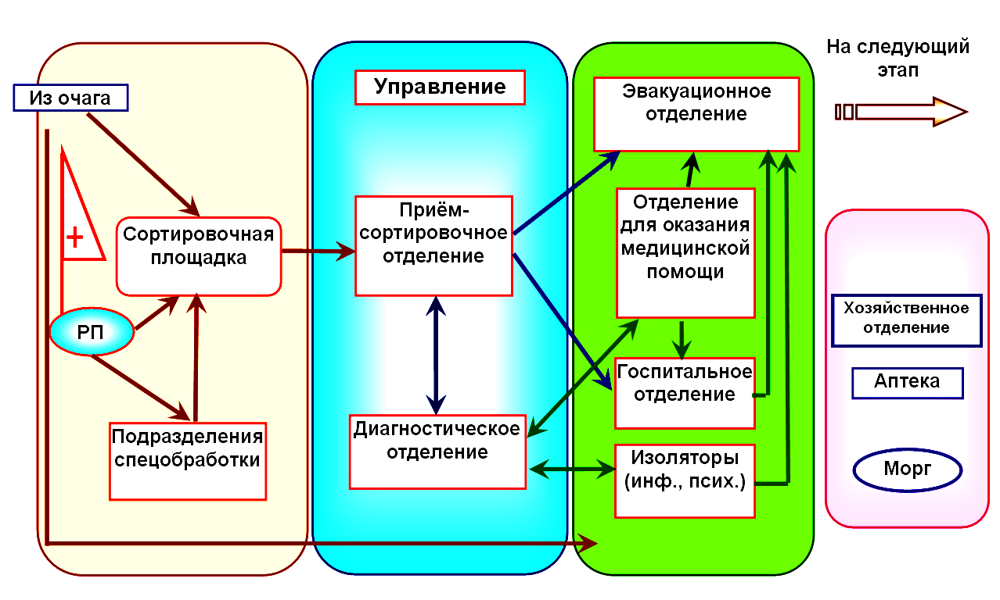 Из очага
+
РП
Сортировочная
площадка
Подразделения
спецобработки
Управление
Приём-
сортировочное
отделение
Диагностическое
отделение
Эвакуационное
отделение
Отделение
для оказания
медицинской
помощи
Госпитальное
отделение
Изоляторы
(инф., псих.)
На следующий
этап
Хозяйственное
отделение
Аптека
Морг